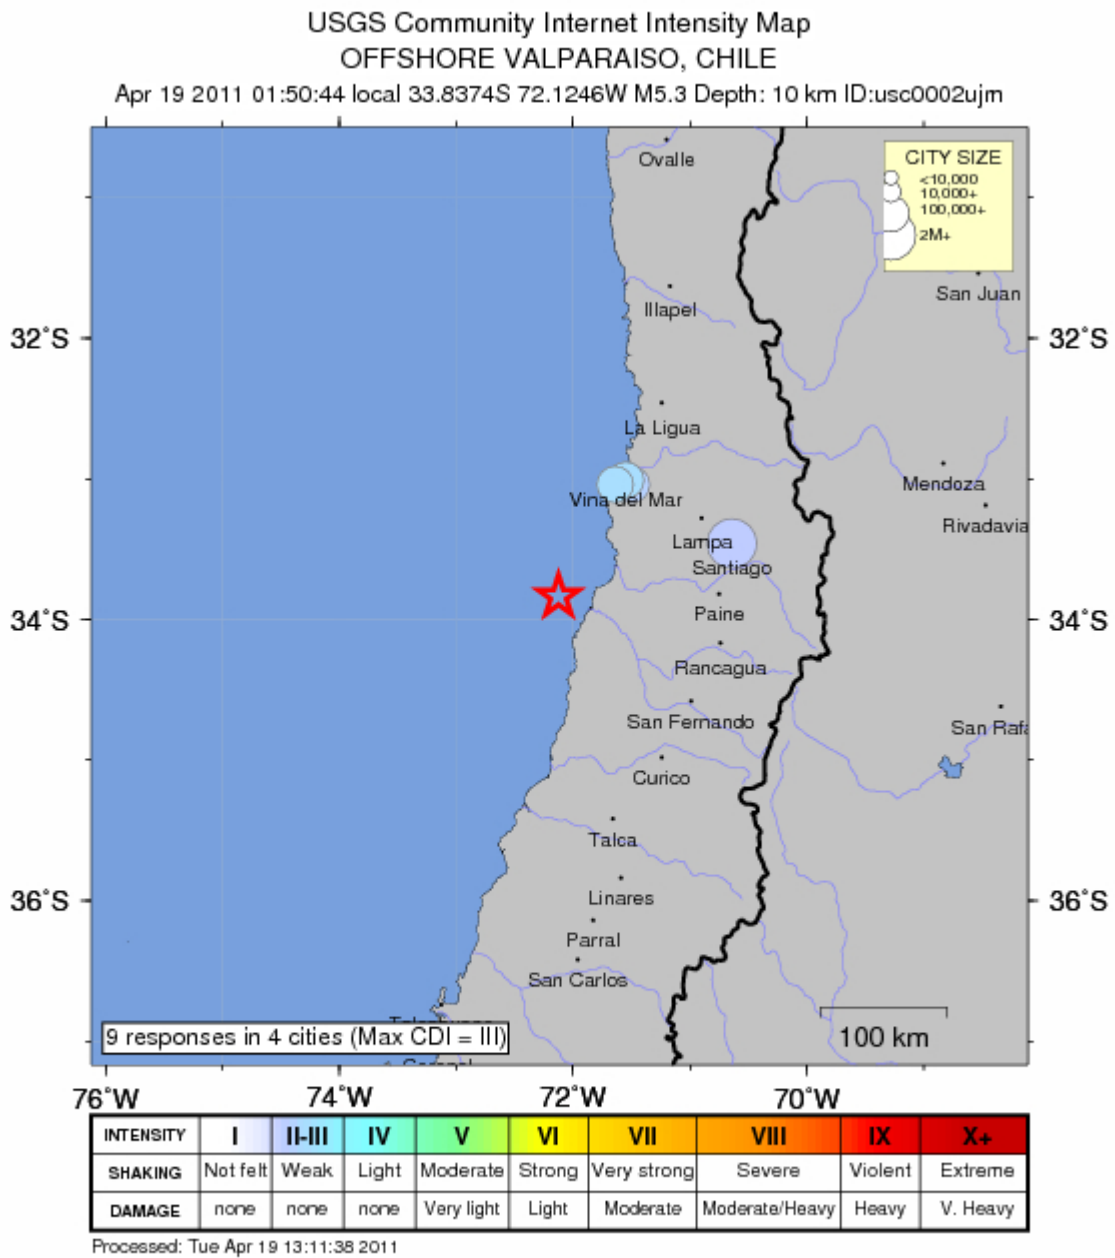 USGS Community Internet Intensity Map
OFFSHORE VALPARAISO, CHILE
Apr 19 2011 01:50:44 local 33.8374S 72.1246W M5.3 Depth: 10 km ID:usc0002ujm
Ovalle
CITY SIZE
<10,000
10,000+
100,000+
2M+
San Juan
Illapel
32°S
32°S
La Ligua
Mendoza
Vina del Mar
Rivadavia
Lampa
Santiago
Paine
34°S
34°S
Rancagua
San Fernando
San Rafa
Curico
Talca
Linares
36°S
36°S
Parral
San Carlos
9 responses in 4 cities (Max CDI = III)
100 km
76°W
74°W
72°W
70°W
INTENSITY I II-III IV V VI VII VIII IX X+
SHAKING Not felt Weak Light Moderate Strong Very strong Severe Violent Extreme
DAMAGE none none none Very light Light Moderate Moderate/Heavy Heavy V. Heavy
Processed: Tue Apr 19 13:11:38 2011